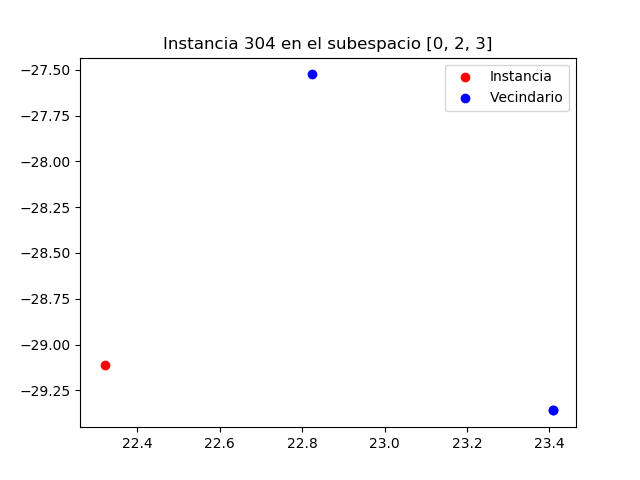 Instancia 304 en el subespacio [0, 2, 3]
Instancia
Vecindario
−27.50
−27.75
−28.00
−28.25
−28.50
−28.75
−29.00
−29.25
22.4 22.6 22.8 23.0 23.2 23.4